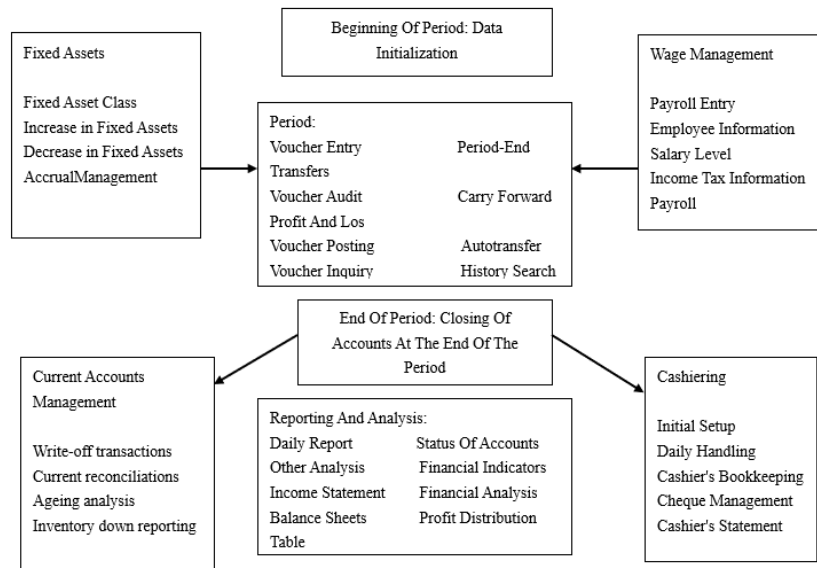 Beginning Of Period: Data
Initialization
Fixed Assets
Fixed Asset Class
Increase in Fixed Assets
Decrease in Fixed Assets
AccrualManagement
Period:
Voucher Entry Period-End
Transfers
Voucher Audit Carry Forward
Profit And Los
Voucher Posting Autotransfer
Voucher Inquiry History Search
Wage Management
Payroll Entry
Employee Information
Salary Level
Income Tax Information
Payroll
End Of Period: Closing Of
Accounts At The End Of The
Period
Current Accounts
Management
Write-off transactions
Current reconciliations
Ageing analysis
Inventory down reporting
Reporting And Analysis:
Daily Report Status Of Accounts
Other Analysis Financial Indicators
Income Statement Financial Analysis
Balance Sheets Profit Distribution
Table
Cashiering
Initial Setup
Daily Handling
Cashier's Bookkeeping
Cheque Management
Cashier's Statement